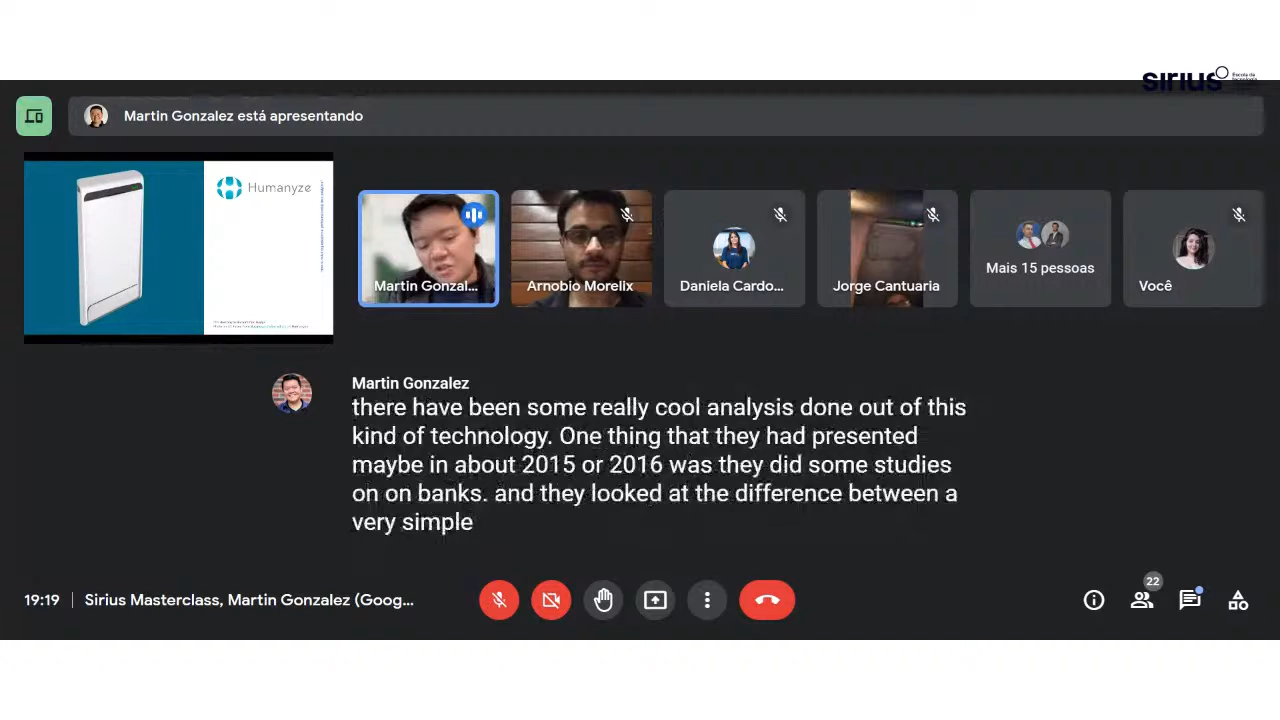 sirius
Escola de
tecnologia
Martin Gonzalez está apresentando
Humanyze
Martin Gonzal...
Arnobio Morelix
Daniela Cardo...
Jorge Cantuaria
Mais 15 pessoas
Você
Martin Gonzalez
there have been some really cool analysis done out of this
kind of technology. One thing that they had presented
maybe in about 2015 or 2016 was they did some studies
on on banks. and they looked at the difference between a
very simple
22
19:19 | Sirius Masterclass, Martin Gonzalez (Goog...